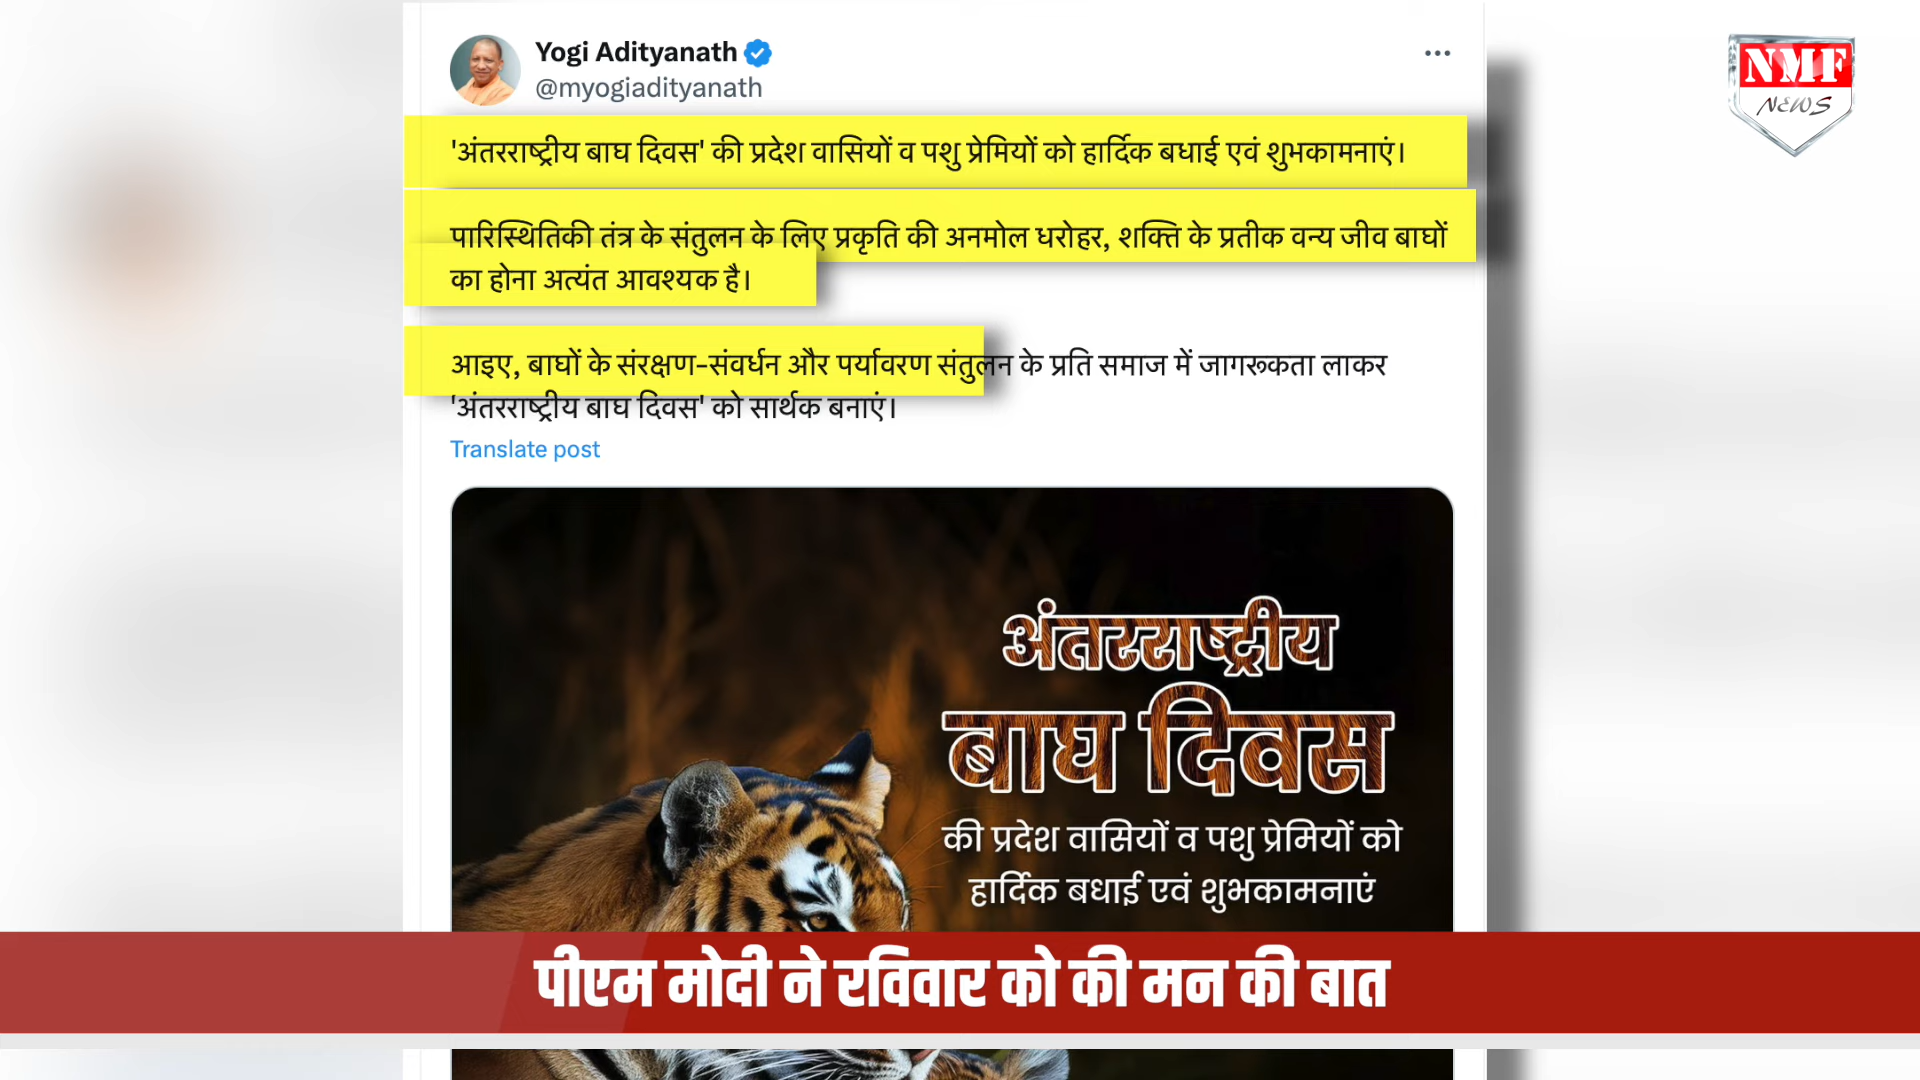 Yogi Adityanath
@myogiadityanath
NMF
NEWS
'अंतरराष्ट्रीय बाघ दिवस' की प्रदेश वासियों व पशु प्रेमियों को हार्दिक बधाई एवं शुभकामनाएं।
पारिस्थितिकी तंत्र के संतुलन के लिए प्रकृति की अनमोल धरोहर, शक्ति के प्रतीक वन्य जीव बाघों
का होना अत्यंत आवश्यक है।
आइए, बाघों के संरक्षण-संवर्धन और पर्यावरण संतुलन के प्रति समाज में जागरूकता लाकर
'अंतरराष्ट्रीय बाघ दिवस' को सार्थक बनाएं।
Translate post
अंतरराष्ट्रीय
बाघ दिवस
की प्रदेश वासियों व पशु प्रेमियों को
हार्दिक बधाई एवं शुभकामनाएं
पीएम मोदी ने रविवार को की मन की बात